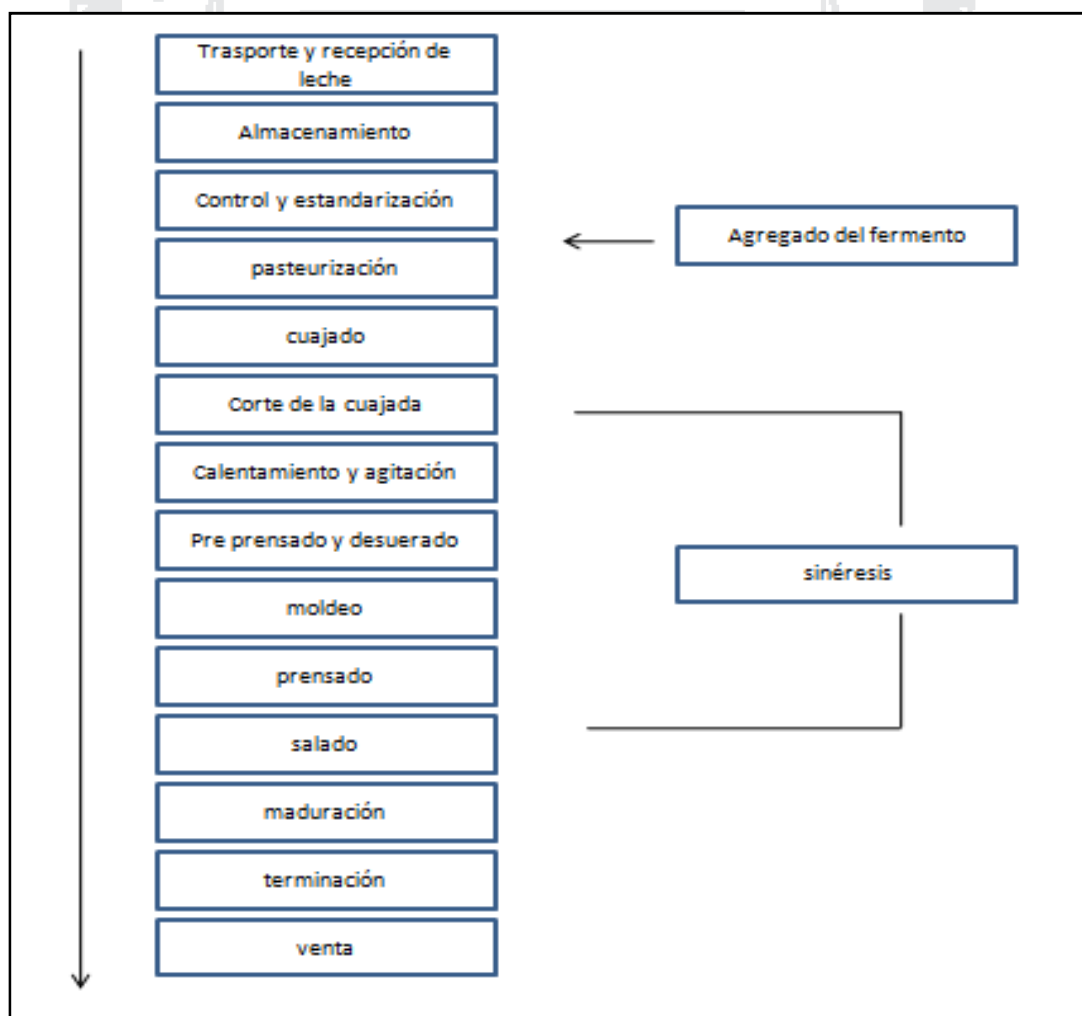 Trasporte y recepción de
leche
Almacenamiento
Control y estandarización
Agregado del fermento
pasteurización
cuajado
Corte de la cuajada
Calentamiento y agitación
Pre prensado y desuerado
sinéresis
moldeo
prensado
salado
maduración
terminación
venta